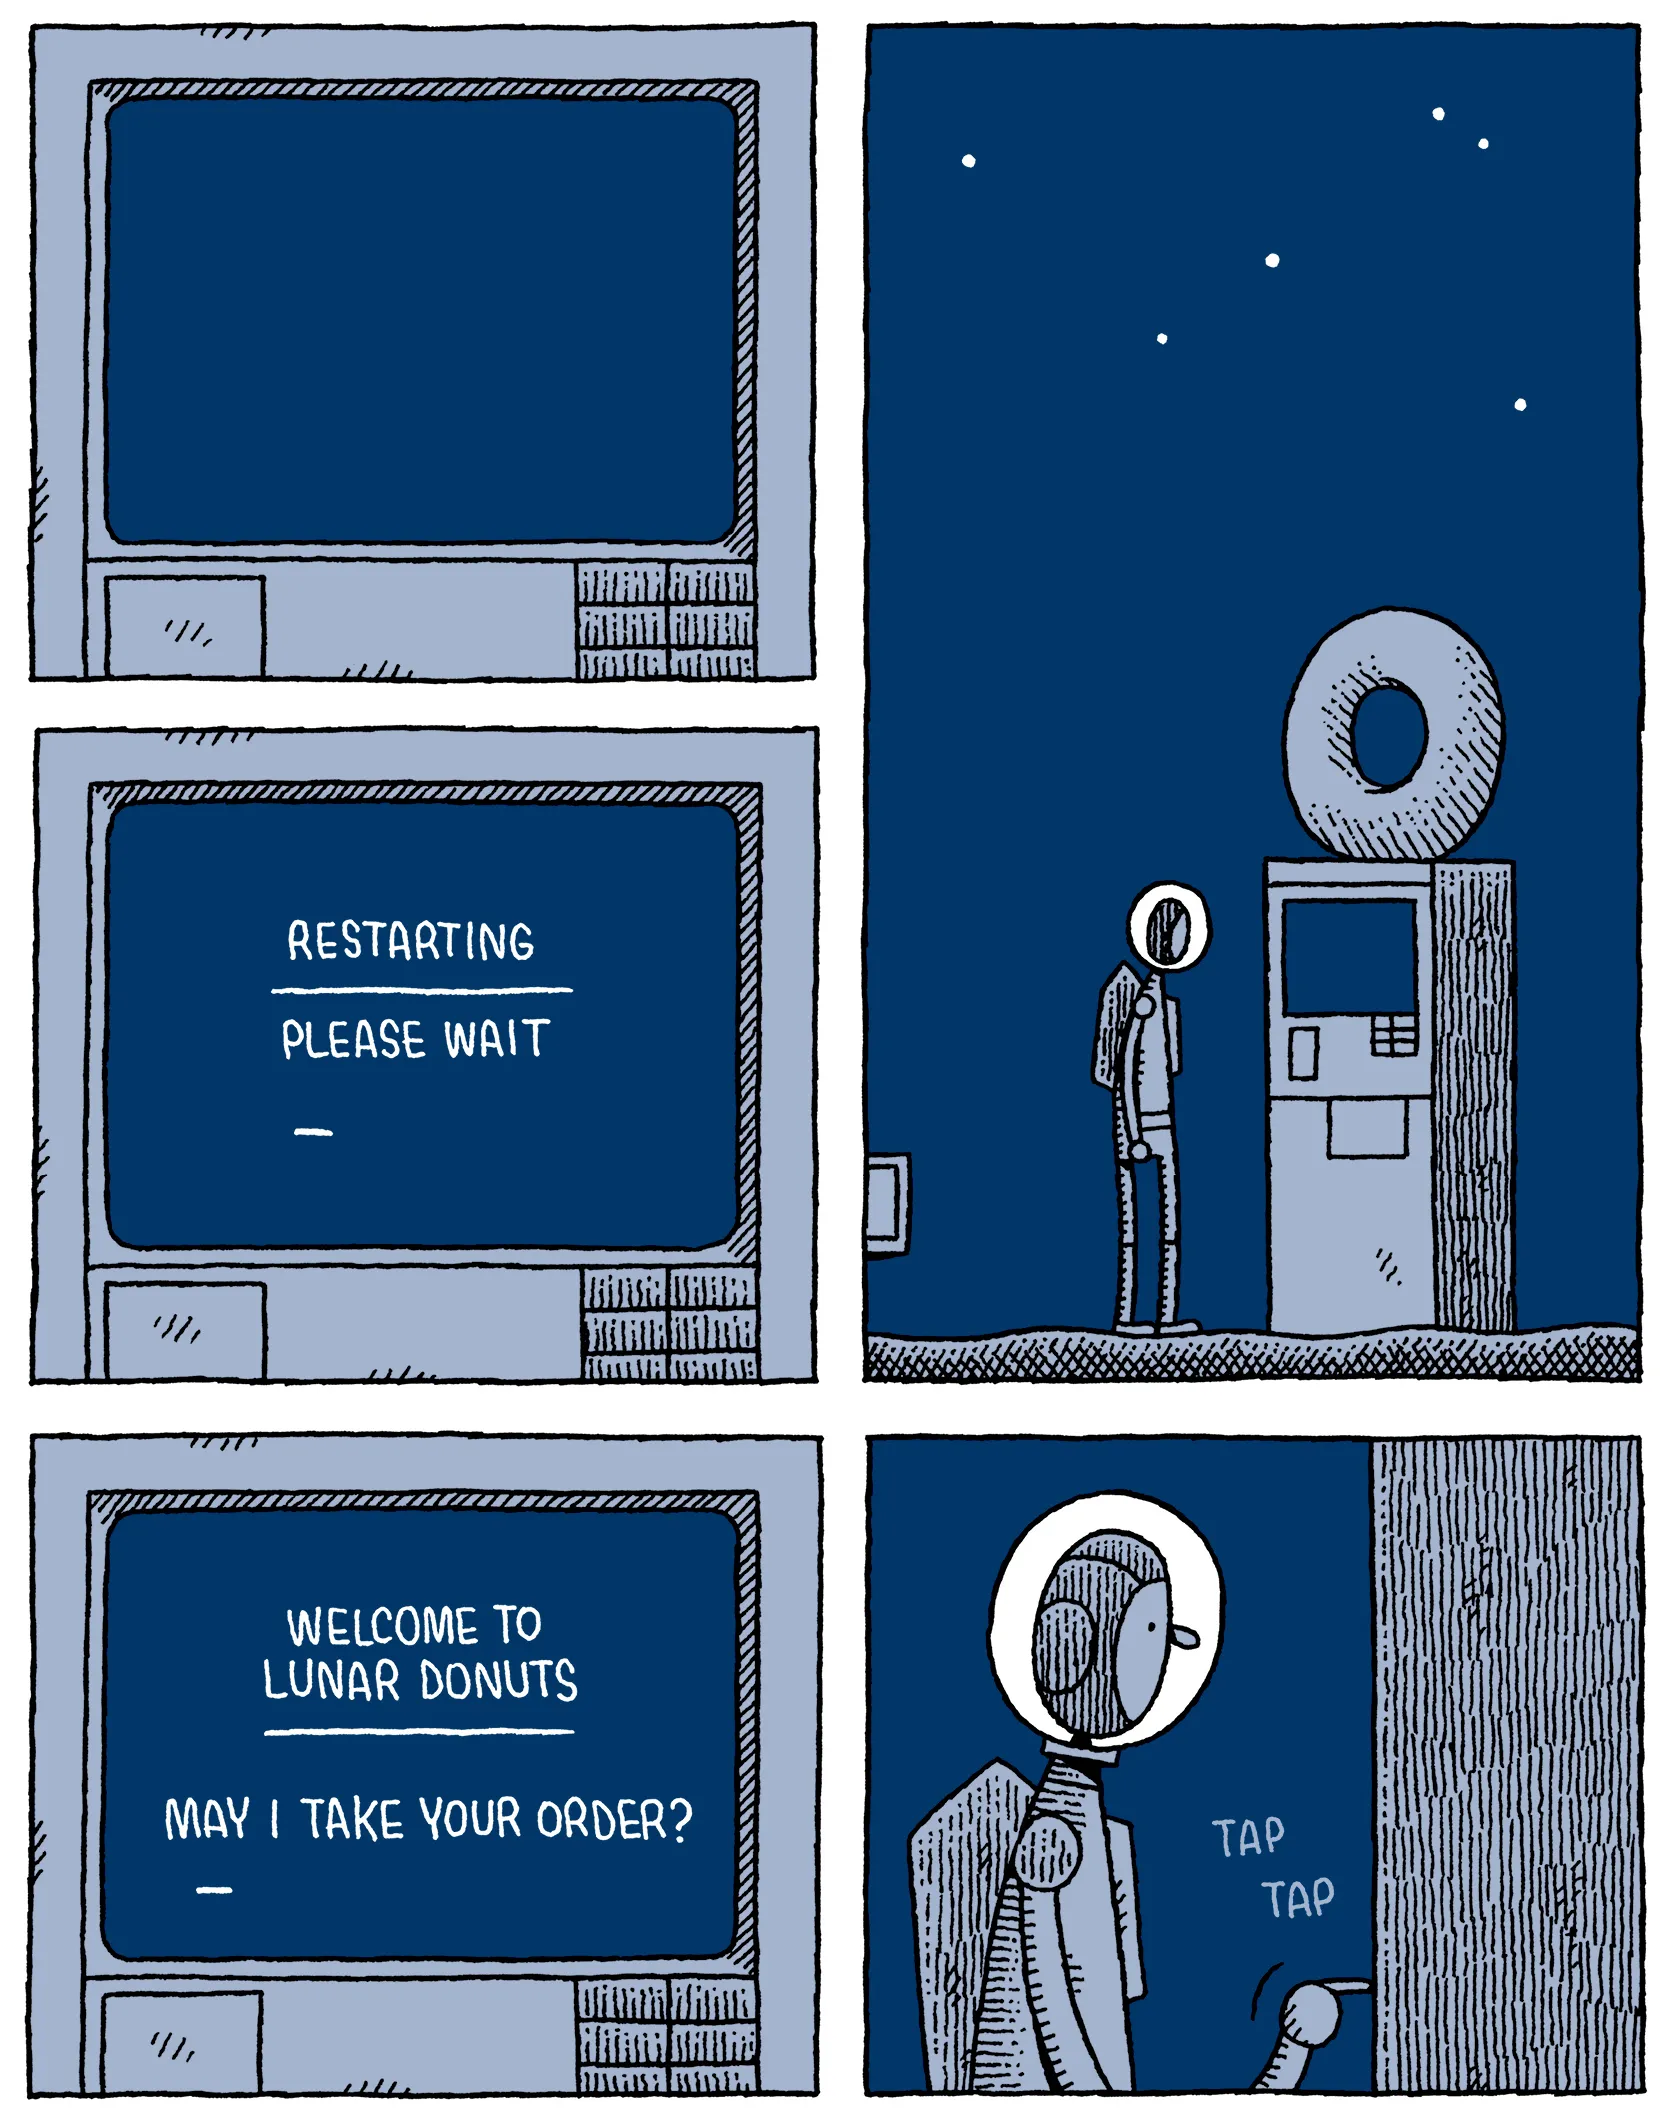 RESTARTING
PLEASE WAIT
WELCOME TO
LUNAR DONUTS
MAY I TAKE YOUR ORDER?
TAP
TAP